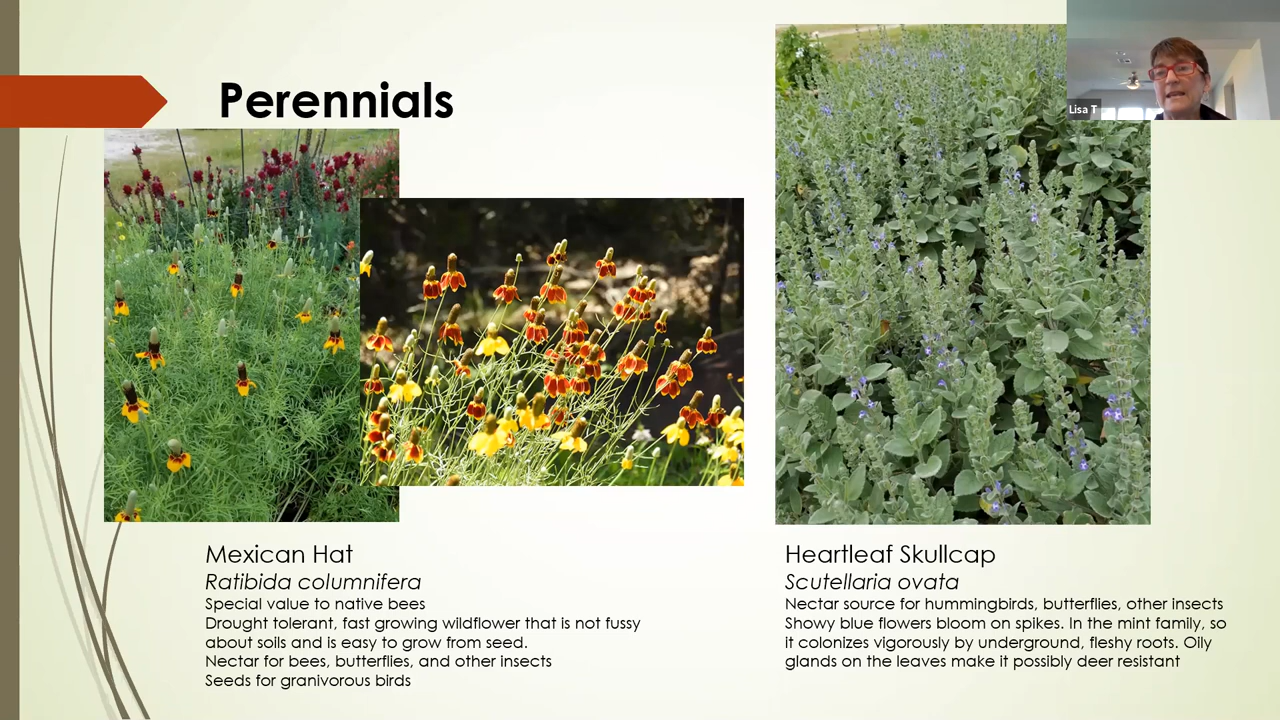 Perennials
Lisa T
Mexican Hat
Ratibida columnifera
Special value to native bees
Drought tolerant, fast growing wildflower that is not fussy
about soils and is easy to grow from seed.
Nectar for bees, butterflies, and other insects
Seeds for granivorous birds
Heartleaf Skullcap
Scutellaria ovata
Nectar source for hummingbirds, butterflies, other insects
Showy blue flowers bloom on spikes. In the mint family, so
it colonizes vigorously by underground, fleshy roots. Oily
glands on the leaves make it possibly deer resistant